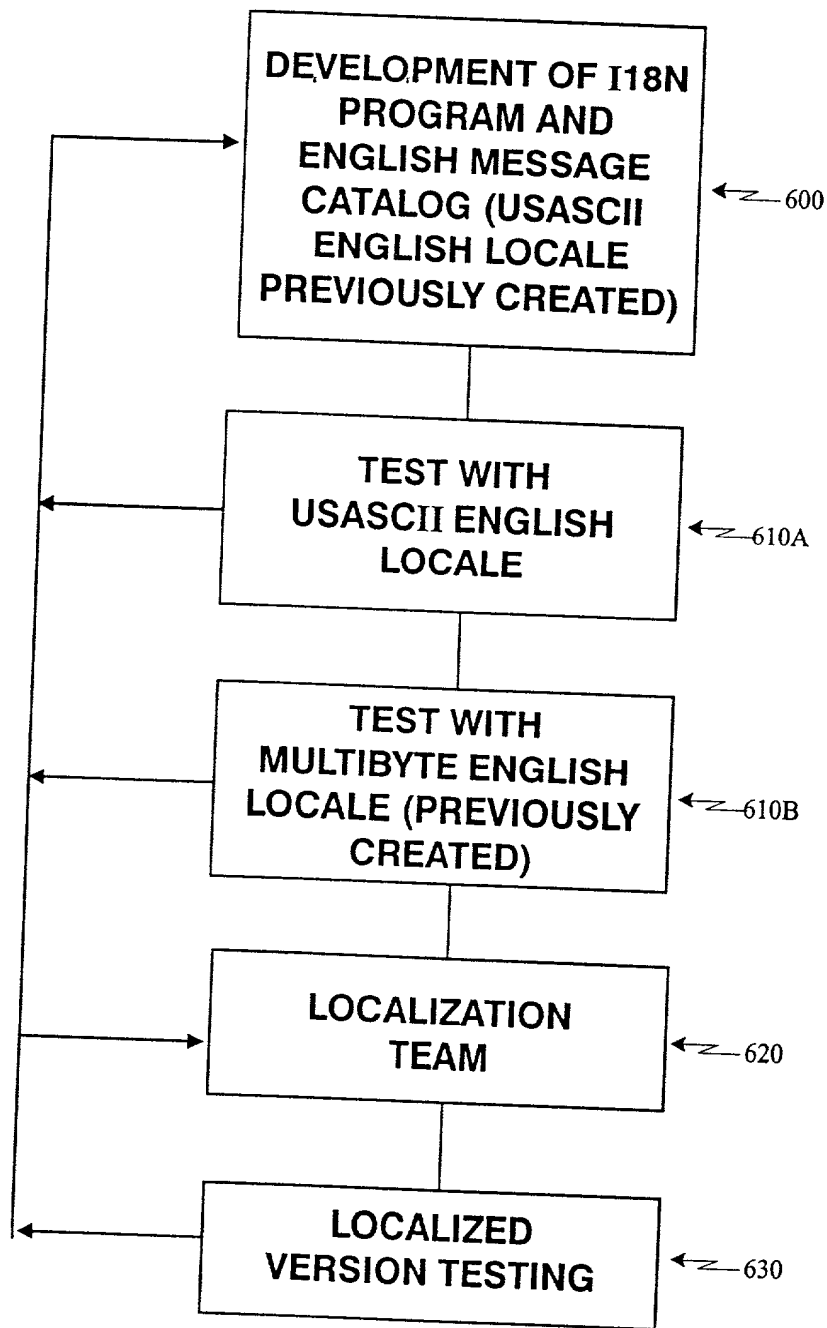 DEVELOPMENT OF I18N
PROGRAM AND
ENGLISH MESSAGE
CATALOG (USASCII
ENGLISH LOCALE
PREVIOUSLY CREATED)
600
TEST WITH
USASCII ENGLISH
LOCALE
610A
TEST WITH
MULTIBYTE ENGLISH
LOCALE (PREVIOUSLY
CREATED)
610B
LOCALIZATION
TEAM
620
LOCALIZED
VERSION TESTING
630